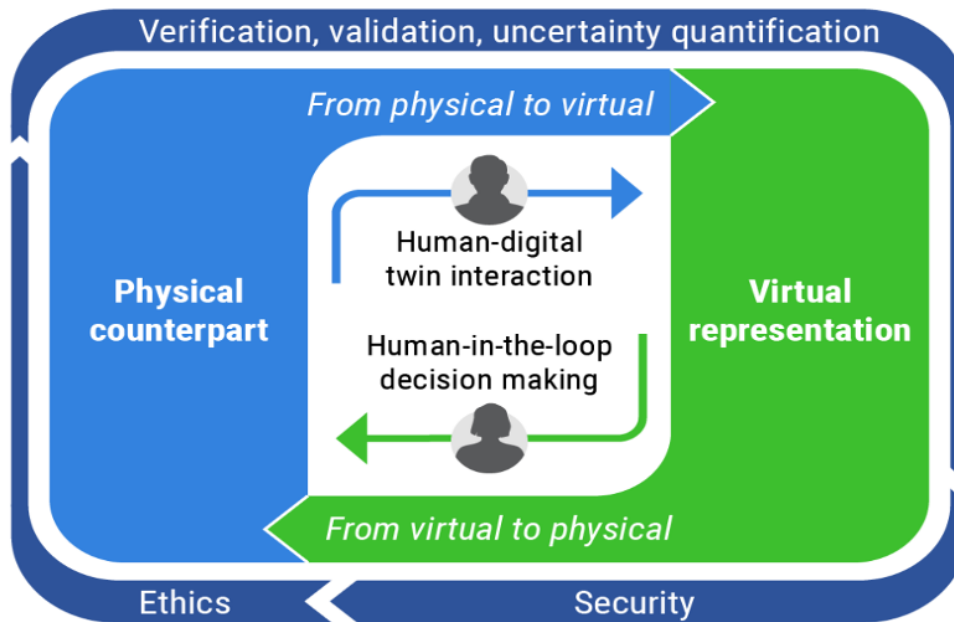 Verification, validation, uncertainty quantification
From physical to virtual
Human-digital
twin interaction
Physical
counterpart
Virtual
representation
Human-in-the-loop
decision making
From virtual to physical
Ethics
Security